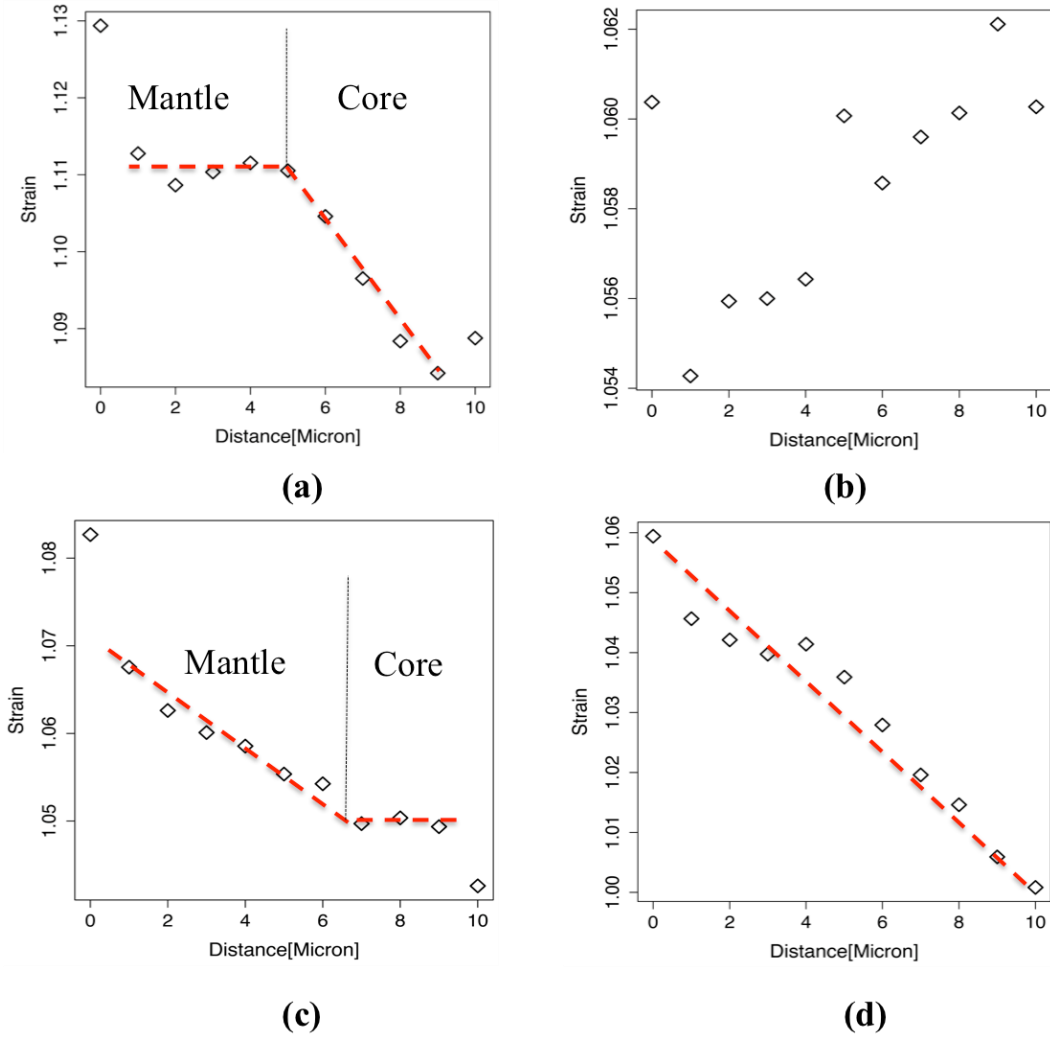 1.13
1.12
1.11
1.10
1.09
Strain
Mantle
Core
0
2
4
6
8
10
Distance[Micron]
(a)
1.062
1.060
1.058
1.056
1.054
Strain
0
2
4
6
8
10
Distance[Micron]
(b)
1.08
1.07
1.06
1.05
Strain
Mantle
Core
0
2
4
6
8
10
Distance[Micron]
(c)
1.06
1.05
1.04
1.03
1.02
1.01
1.00
Strain
0
2
4
6
8
10
Distance[Micron]
(d)